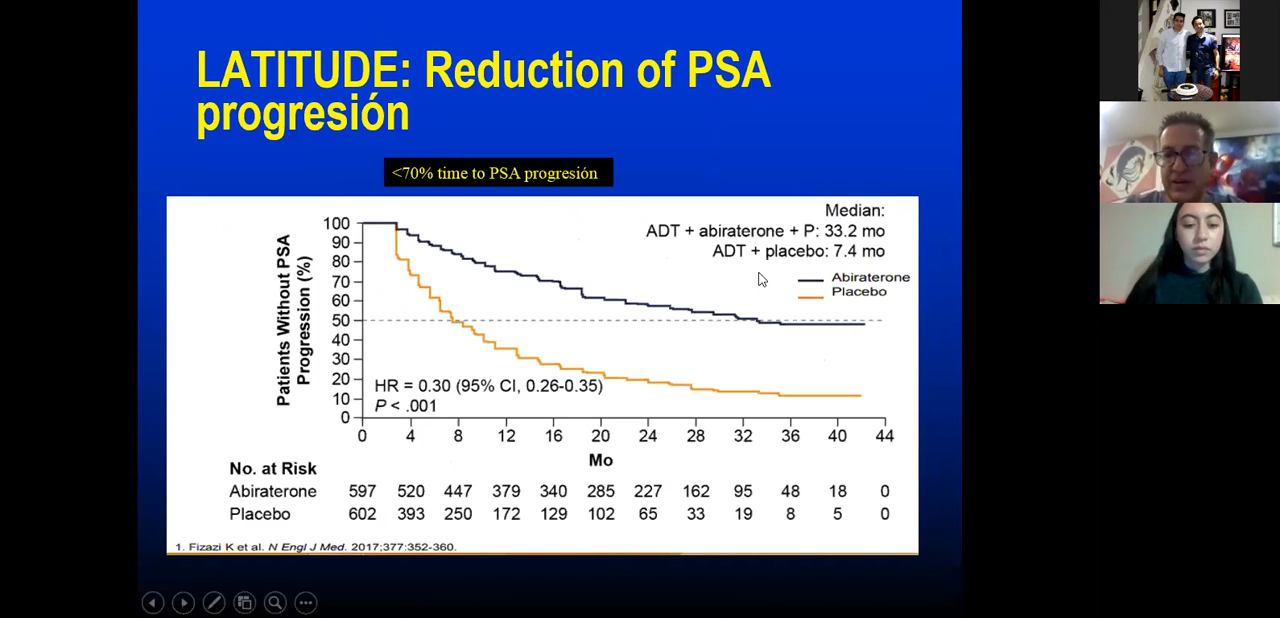 LATITUDE: Reduction of PSA
progresión
<70% time to PSA progresión
Median:
ADT + abiraterone + P: 33.2 mo
ADT + placebo: 7.4 mo
Abiraterone
Placebo
Patients Without PSA
Progression (%)
100
90
80
70
60
50
40
30
20
10
0
HR = 0.30 (95% CI, 0.26-0.35)
P < .001
0 4 8 12 16 20 24 28 32 36 40 44
Mo
No. at Risk
Abiraterone 597 520 447 379 340 285 227 162 95 48 18 0
Placebo 602 393 250 172 129 102 65 33 19 8 5 0
1. Fizazi K et al. N Engl J Med. 2017;377:352-360.